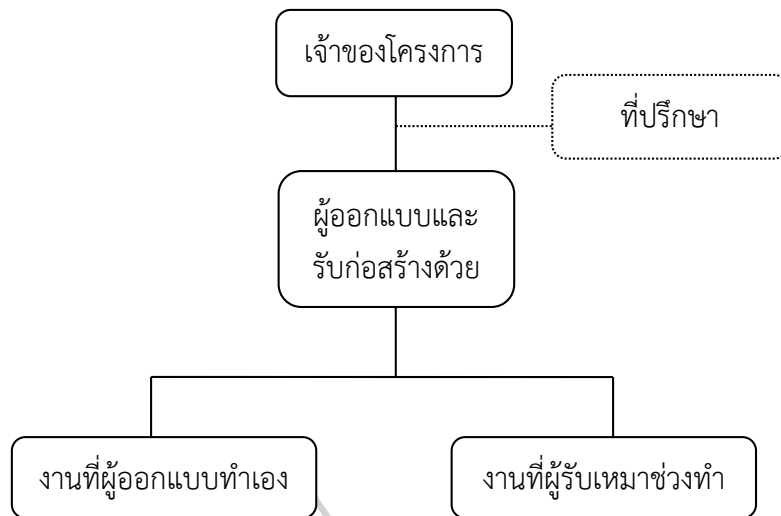 เจ้าของโครงการ
ที่ปรึกษา
ผู้ออกแบบและ
รับก่อสร้างด้วย
งานที่ผู้ออกแบบทำเอง
งานที่ผู้รับเหมาช่วงทำ